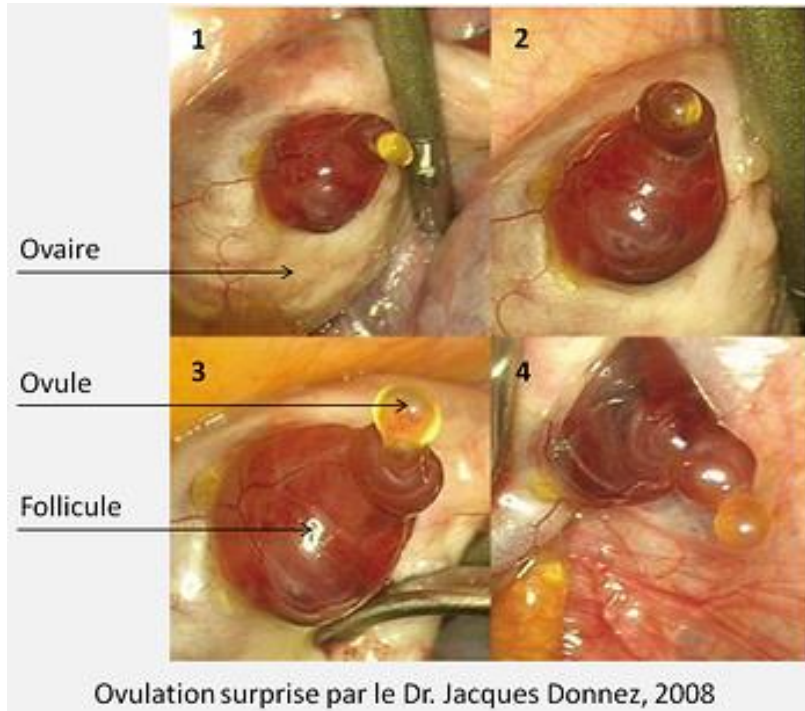 1
2
Ovaire
Ovule
3
4
Follicule
Ovulation surprise par le Dr. Jacques Donnez, 2008